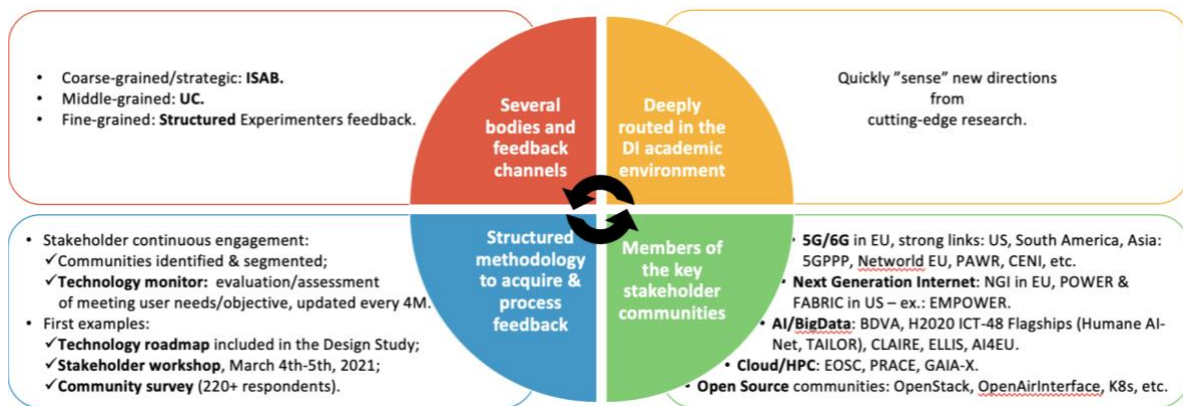 • Coarse-grained/strategic: ISAB.
• Middle-grained: UC.
• Fine-grained: Structured Experimenters feedback.
Several
bodies and
feedback
channels
Deeply
routed in the
DI academic
environment
Quickly ”sense” new directions
from
cutting-edge research.
• Stakeholder continuous engagement:
✓Communities identified & segmented;
✓Technology monitor: evaluation/assessment
of meeting user needs/objective, updated every 4M.
• First examples:
✓Technology roadmap included in the Design Study;
✓Stakeholder workshop, March 4th-5th, 2021;
✓Community survey (220+ respondents).
Structured
methodology
to acquire &
process
feedback
Members of
the key
stakeholder
communities
• 5G/6G in EU, strong links: US, South America, Asia:
5GPPP, Networld EU, PAWR, CENI, etc.
• Next Generation Internet: NGI in EU, POWER &
FABRIC in US – ex.: EMPOWER.
• AI/BigData: BDVA, H2020 ICT-48 Flagships (Humane AI-
Net, TAILOR), CLAIRE, ELLIS, AI4EU.
• Cloud/HPC: EOSC, PRACE, GAIA-X.
• Open Source communities: OpenStack, OpenAirInterface, K8s, etc.